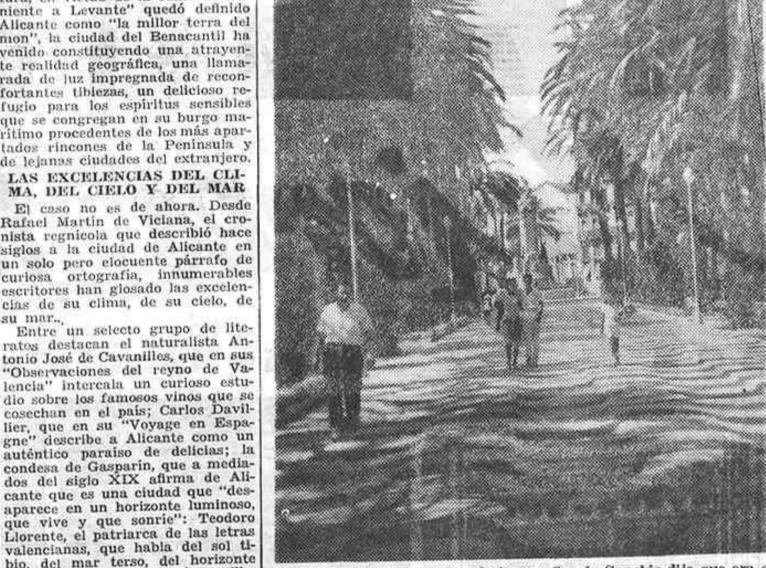 niente a Levante" quedó definido
Alicante como "la millor terra del
mon", la ciudad del Benacantil ha
venido constituyendo una atrayen-
te realidad geográfica, una llama-
rada de luz impregnada de recon-
fortantes tibiezas, un delicioso re-
fugio para los espíritus sensibles
que se congregan en su burgo ma-
rítimo procedentes de los más apar-
tados rincones de la Península y
de lejanas ciudades del extranjero.
LAS EXCELENCIAS DEL CLI-
MA, DEL CIELO Y DEL MAR
El caso no es de ahora. Desde
Rafael Martín de Viciana, el cro-
nista regnícola que describió hace
siglos a la ciudad de Alicante en
un solo pero elocuente párrafo de
curiosa ortografía, innumerables
escritores han glosado las excelen-
cias de su clima, de su cielo, de
su mar..,
Entre un selecto grupo de lite-
ratos destacan el naturalista An-
tonio José de Cavanilles, que en sus
"Observaciones del reyno de Va-
lencia" intercala un curioso estu-
dio sobre los famosos vinos que se
cosechan en el país; Carlos Davil-
lier, que en su "Voyage en Espa-
gne" describe a Alicante como un
auténtico paraíso de delicias; la
condesa de Gasparin, que a media-
dos del siglo XIX afirma de Ali-
cante que es una ciudad que "des-
aparece en un horizonte luminoso,
que vive y que sonríe": Teodoro
Llorente, el patriarca de las letras
valencianas, que habla del sol ti-
bio, del mar terso, del horizonte